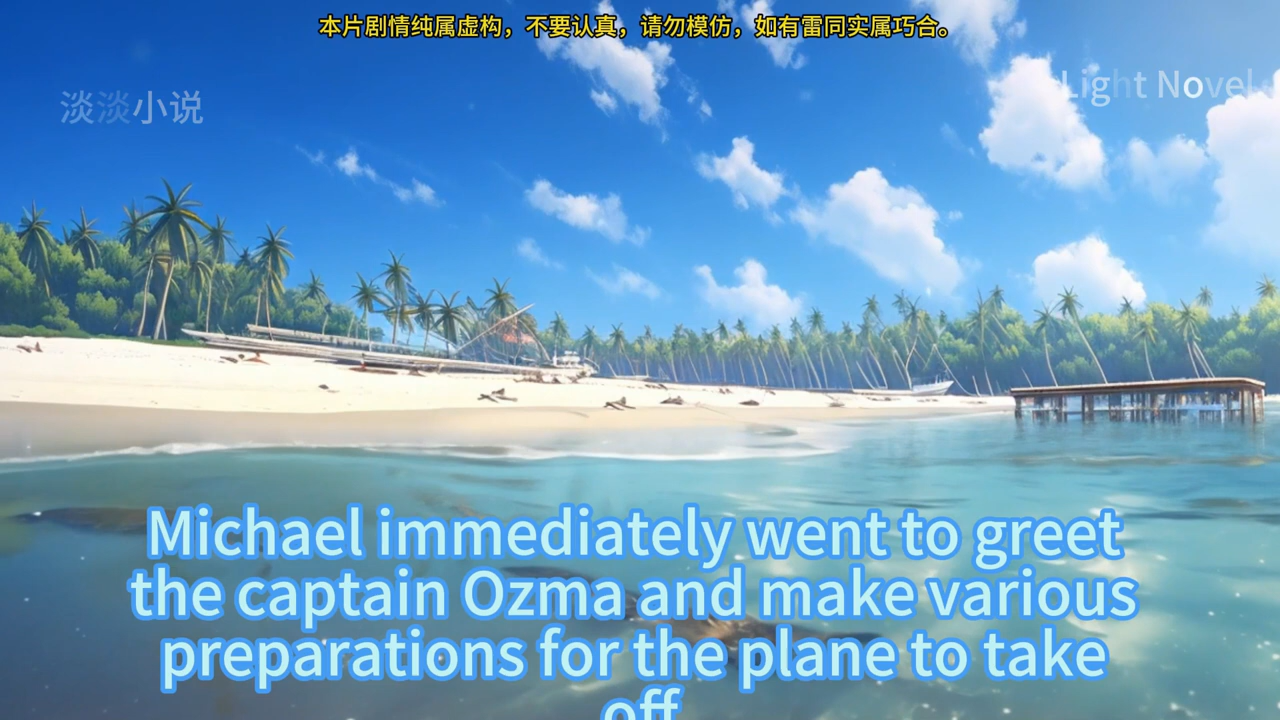 本片剧情纯属虚构，不要认真，请勿模仿，如有雷同实属巧合。
淡淡小说
Light Novel
Michael immediately went to greet
the captain Ozma and make various
preparations for the plane to take
off